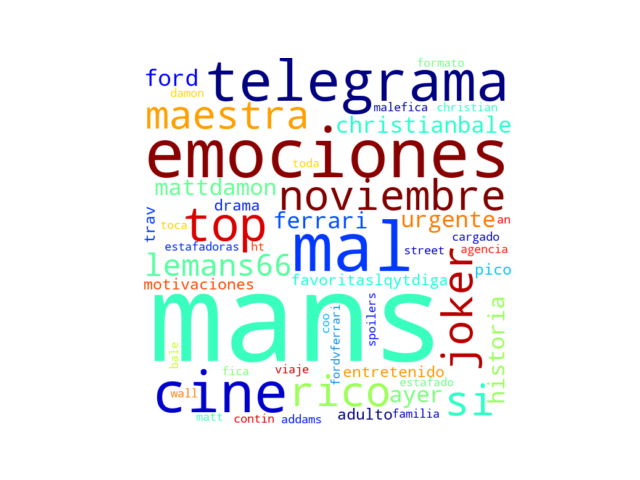 formato
ford telegrama
damon
maestra malefica christian
christianbale
emociones
toda
mattdamon noviembre
drama
trav toca top ferrari urgente an
estafadoras ht mal street cargado agencia
lemans66 pico
motivaciones favoritaslqytdiga
mans joker
coo fordvferrari spoilers historia
bale
fica viaje entretenido
cine wall rico estafado ayer si
matt contin addams adulto familia